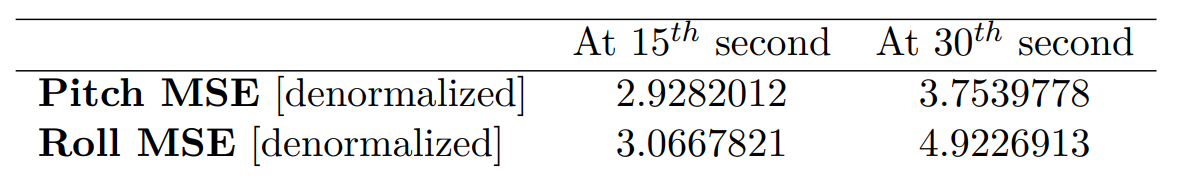 At 15th second At 30th second
Pitch MSE [denormalized] 2.9282012 3.7539778
Roll MSE [denormalized] 3.0667821 4.9226913